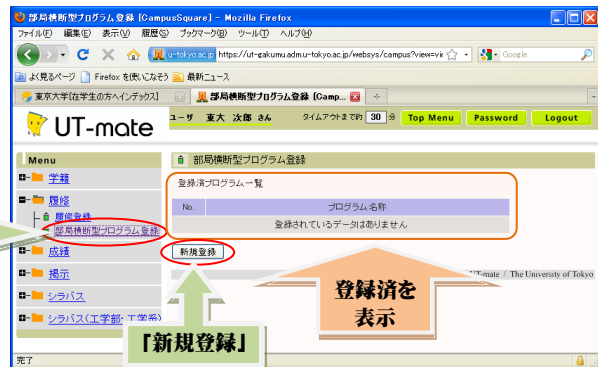 部局横断型プログラム登録 [CampusSquare] - Mozilla Firefox
ファイル(F) 編集(E) 表示(V) 履歴(S) ブックマーク(B) ツール(T) ヘルプ(H)
u-tokyo.ac.jp https://ut-gakumu.adm.u-tokyo.ac.jp/websys/campus?view=vi
Google
よく見るページ Firefox を使いこなそう 最新ニュース
東京大学[在学生の方へインデックス] 部局横断型プログラム登録 [Camp...
UT-mate
ユーザ 東大 次郎 さん タイムアウトまで約 30 分 Top Menu Password Logout
Menu
学籍
履修
履修登録
部局横断型プログラム登録
成績
掲示
シラバス
シラバス(工学部・工学系)
部局横断型プログラム登録
登録済プログラム一覧
No. プログラム名称
登録されているデータはありません
新規登録
UT-mate / The University of Tokyo
登録済を
表示
「新規登録」
完了